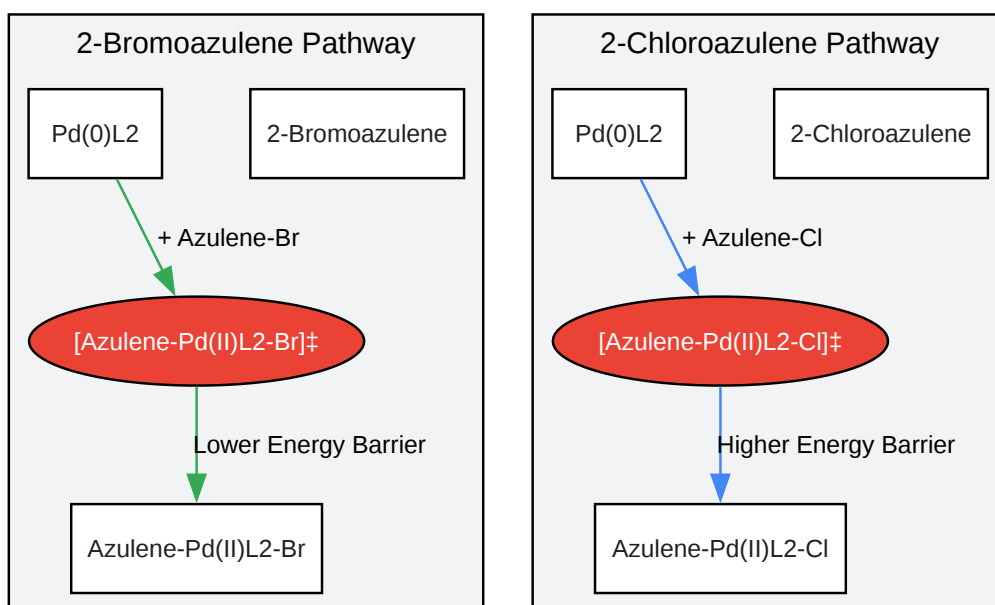 2-Bromoazulene Pathway
Pd(0)L2
2-Bromoazulene
+ Azulene-Br
[Azulene-Pd(II)L2-Br]‡
Lower Energy Barrier
Azulene-Pd(II)L2-Br
2-Chloroazulene Pathway
Pd(0)L2
2-Chloroazulene
+ Azulene-Cl
[Azulene-Pd(II)L2-Cl]‡
Higher Energy Barrier
Azulene-Pd(II)L2-Cl